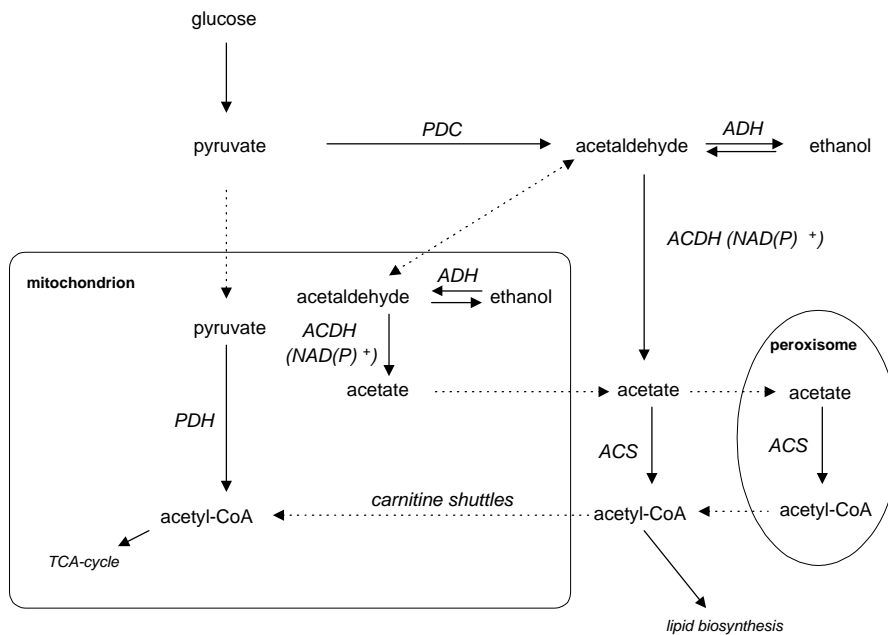 glucose
pyruvate
PDC
acetaldehyde
ADH
ethanol
ACDH (NAD(P) +)
mitochondrion
acetaldehyde
ADH
ethanol
pyruvate
ACDH
(NAD(P) +)
peroxisome
acetate
acetate
acetate
PDH
ACS
ACS
acetyl-CoA
carnitine shuttles
acetyl-CoA
acetyl-CoA
TCA-cycle
lipid biosynthesis